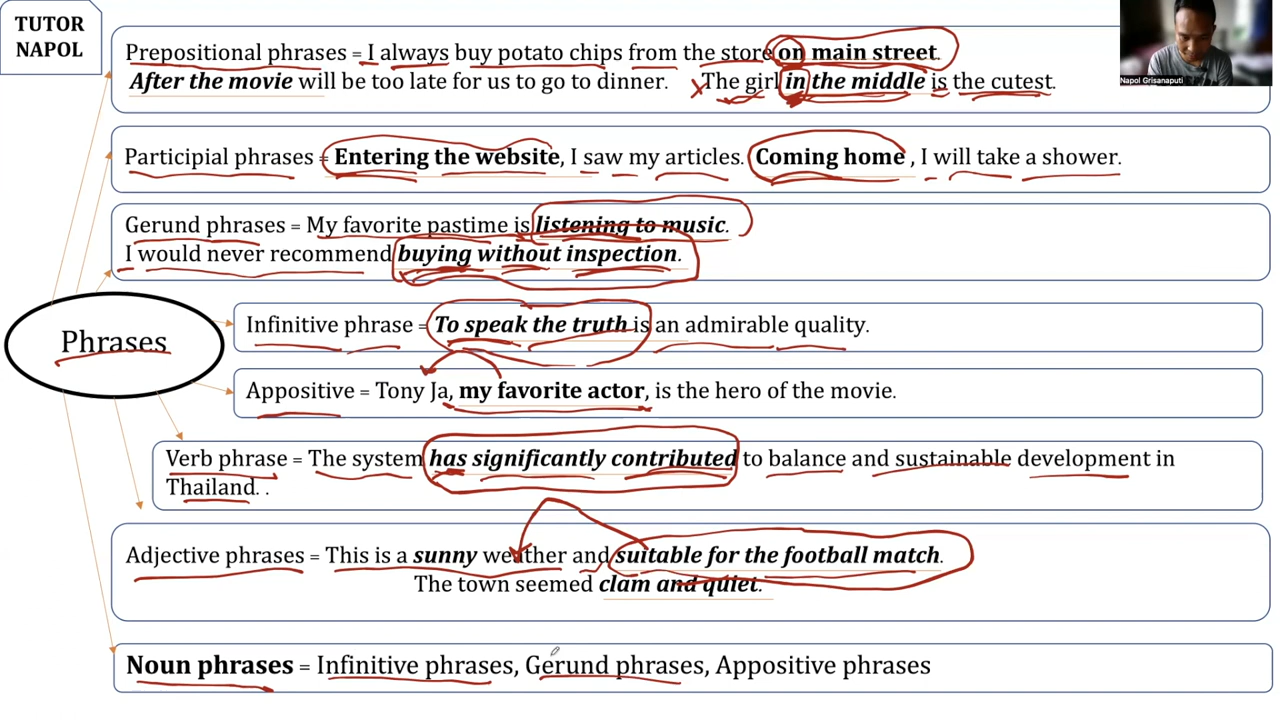 TUTOR
NAPOL
Prepositional phrases = I always buy potato chips from the store on main street.
After the movie will be too late for us to go to dinner. The girl in the middle is the cutest.
Napol Grisanaputi
Participial phrases = Entering the website, I saw my articles. Coming home , I will take a shower.
Gerund phrases = My favorite pastime is listening to music.
I would never recommend buying without inspection.
Phrases
Infinitive phrase = To speak the truth is an admirable quality.
Appositive = Tony Ja, my favorite actor, is the hero of the movie.
Verb phrase = The system has significantly contributed to balance and sustainable development in
Thailand. .
Adjective phrases = This is a sunny weather and suitable for the football match.
The town seemed clam and quiet.
Noun phrases = Infinitive phrases, Gerund phrases, Appositive phrases